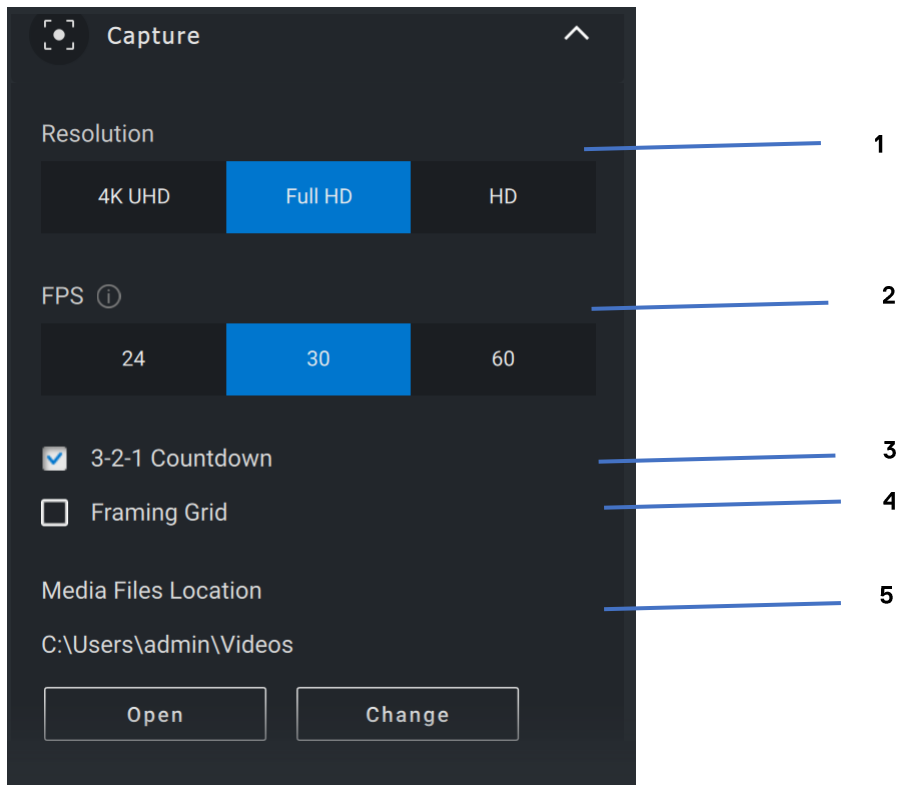 Capture
Resolution
1
4K UHD Full HD HD
FPS
2
24 30 60
3-2-1 Countdown
3
Framing Grid
4
Media Files Location
5
C:\Users\admin\Videos
Open Change